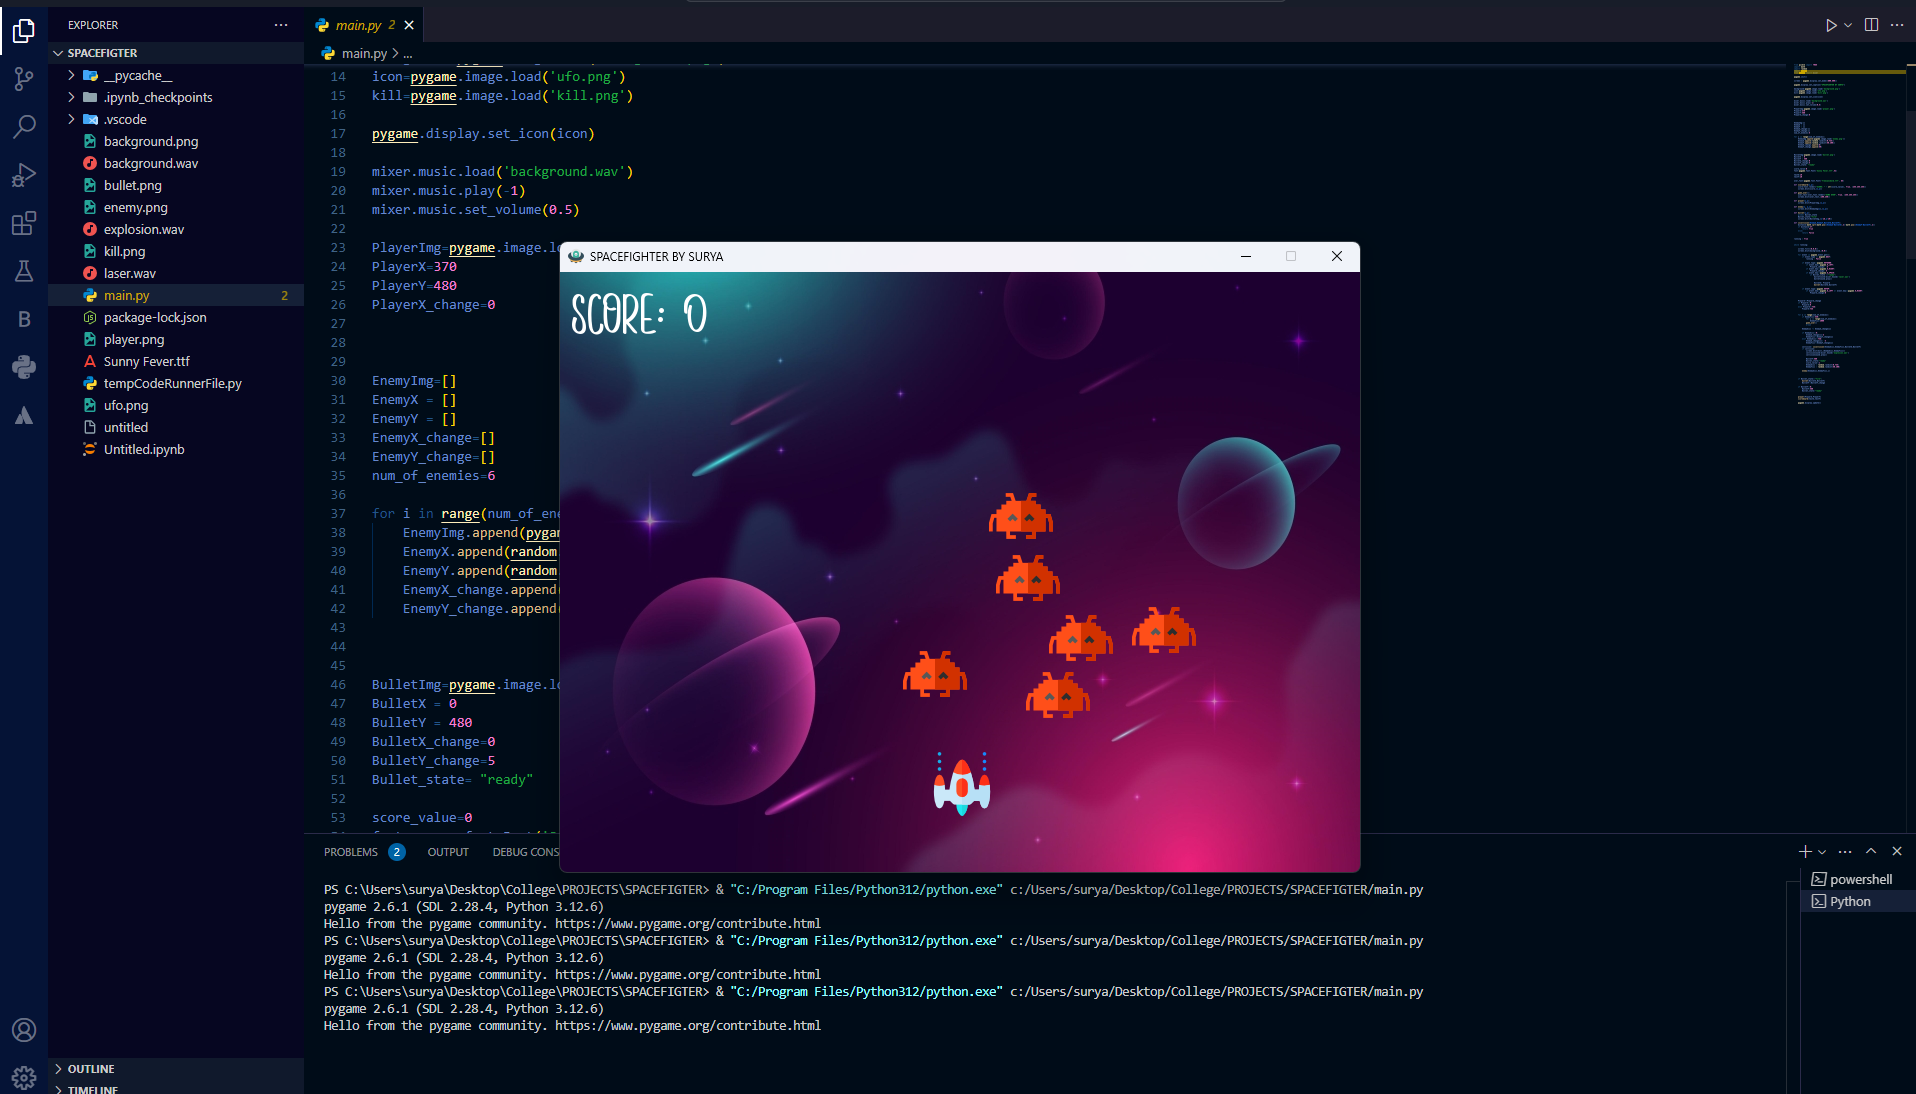 EXPLORER
SPACEFIGTER
__pycache__
.ipynb_checkpoints
.vscode
background.png
background.wav
bullet.png
enemy.png
explosion.wav
kill.png
laser.wav
main.py 2
package-lock.json
player.png
Sunny Fever.ttf
tempCodeRunnerFile.py
ufo.png
untitled
Untitled.ipynb
OUTLINE
TIMELINE
main.py 2
main.py > ...
14 icon=pygame.image.load('ufo.png')
15 kill=pygame.image.load('kill.png')
16
17 pygame.display.set_icon(icon)
18
19 mixer.music.load('background.wav')
20 mixer.music.play(-1)
21 mixer.music.set_volume(0.5)
22
23 PlayerImg=pygame.image.lo
24 PlayerX=370
25 PlayerY=480
26 PlayerX_change=0
27
28
29
30 EnemyImg=[]
31 EnemyX = []
32 EnemyY = []
33 EnemyX_change=[]
34 EnemyY_change=[]
35 num_of_enemies=6
36
37 for i in range(num_of_ene
38 EnemyImg.append(pygam
39 EnemyX.append(random
40 EnemyY.append(random
41 EnemyX_change.append(
42 EnemyY_change.append(
43
44
45
46 BulletImg=pygame.image.lo
47 BulletX = 0
48 BulletY = 480
49 BulletX_change=0
50 BulletY_change=5
51 Bullet_state= "ready"
52
53 score_value=0
SPACEFIGHTER BY SURYA
SCORE: 0
PROBLEMS 2 OUTPUT DEBUG CONS
PS C:\Users\surya\Desktop\College\PROJECTS\SPACEFIGTER> & "C:/Program Files/Python312/python.exe" c:/Users/surya/Desktop/College/PROJECTS/SPACEFIGTER/main.py
pygame 2.6.1 (SDL 2.28.4, Python 3.12.6)
Hello from the pygame community. https://www.pygame.org/contribute.html
PS C:\Users\surya\Desktop\College\PROJECTS\SPACEFIGTER> & "C:/Program Files/Python312/python.exe" c:/Users/surya/Desktop/College/PROJECTS/SPACEFIGTER/main.py
pygame 2.6.1 (SDL 2.28.4, Python 3.12.6)
Hello from the pygame community. https://www.pygame.org/contribute.html
PS C:\Users\surya\Desktop\College\PROJECTS\SPACEFIGTER> & "C:/Program Files/Python312/python.exe" c:/Users/surya/Desktop/College/PROJECTS/SPACEFIGTER/main.py
pygame 2.6.1 (SDL 2.28.4, Python 3.12.6)
Hello from the pygame community. https://www.pygame.org/contribute.html
powershell
Python